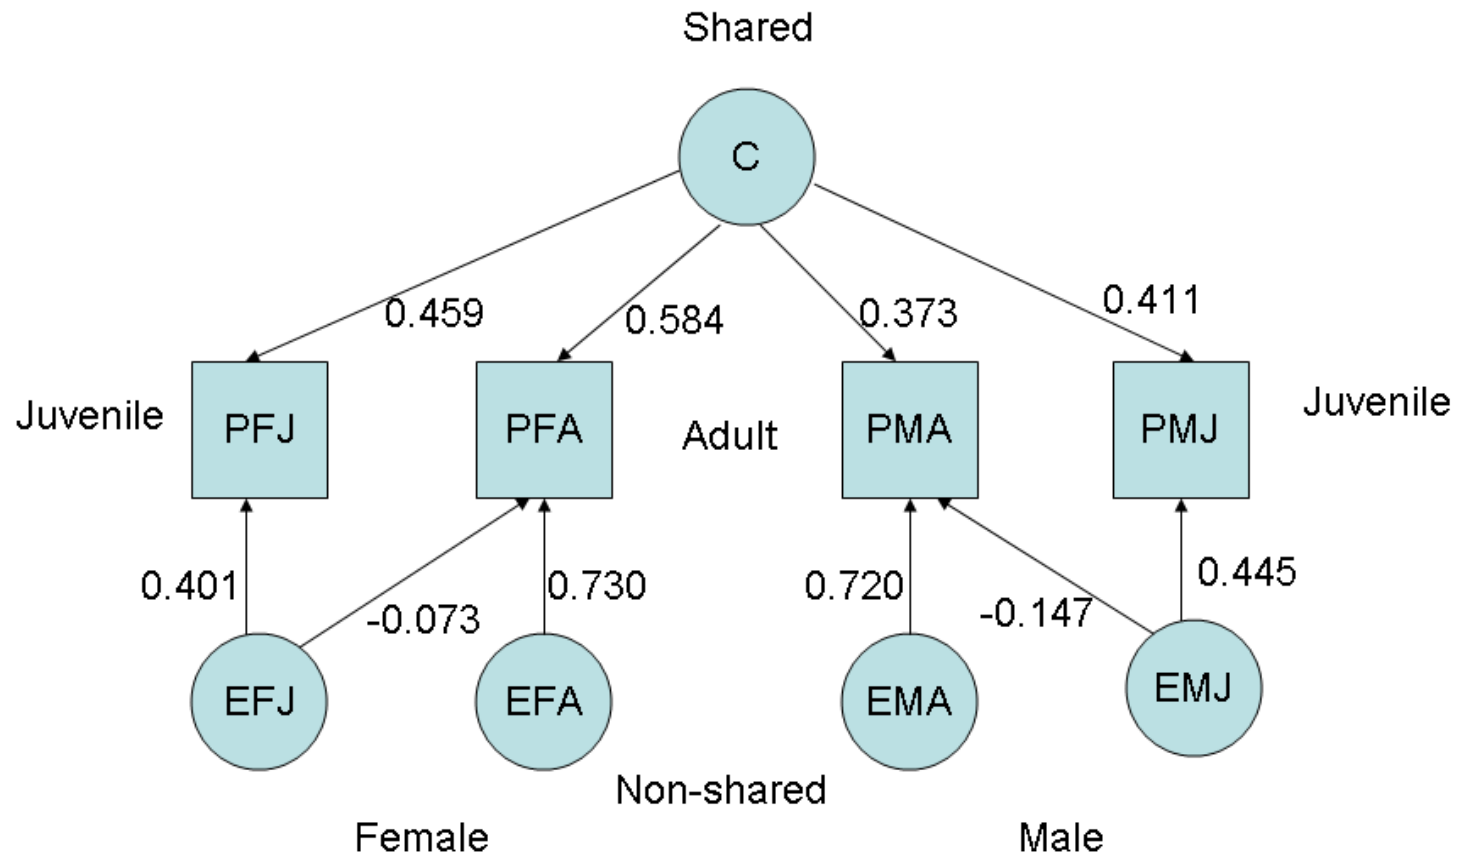 Shared
C
0.459
0.584
0.373
0.411
Juvenile
PFJ
PFA
Adult
PMA
PMJ
Juvenile
0.401
-0.073
0.730
0.720
-0.147
0.445
EFJ
EFA
EMA
EMJ
Non-shared
Female
Male